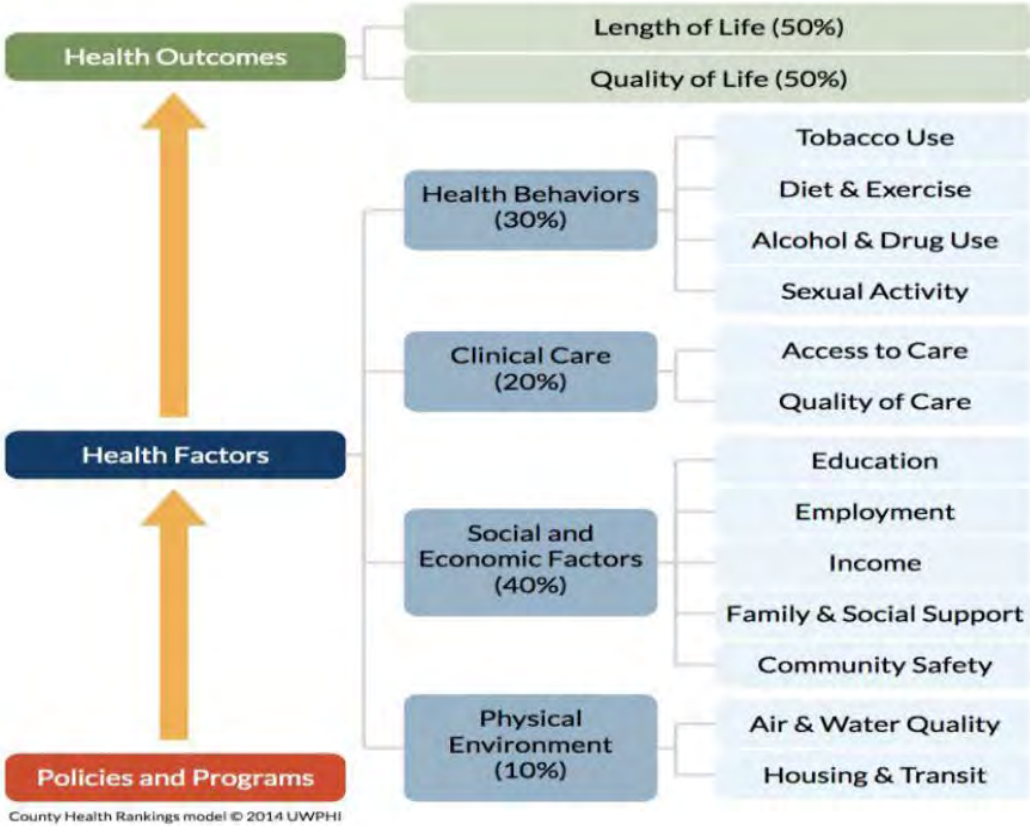 Health Outcomes
Length of Life (50%)
Quality of Life (50%)
Health Behaviors
(30%)
Tobacco Use
Diet & Exercise
Alcohol & Drug Use
Sexual Activity
Clinical Care
(20%)
Access to Care
Quality of Care
Health Factors
Social and
Economic Factors
(40%)
Education
Employment
Income
Family & Social Support
Community Safety
Physical
Environment
(10%)
Air & Water Quality
Housing & Transit
Policies and Programs
County Health Rankings model © 2014 UWPHI